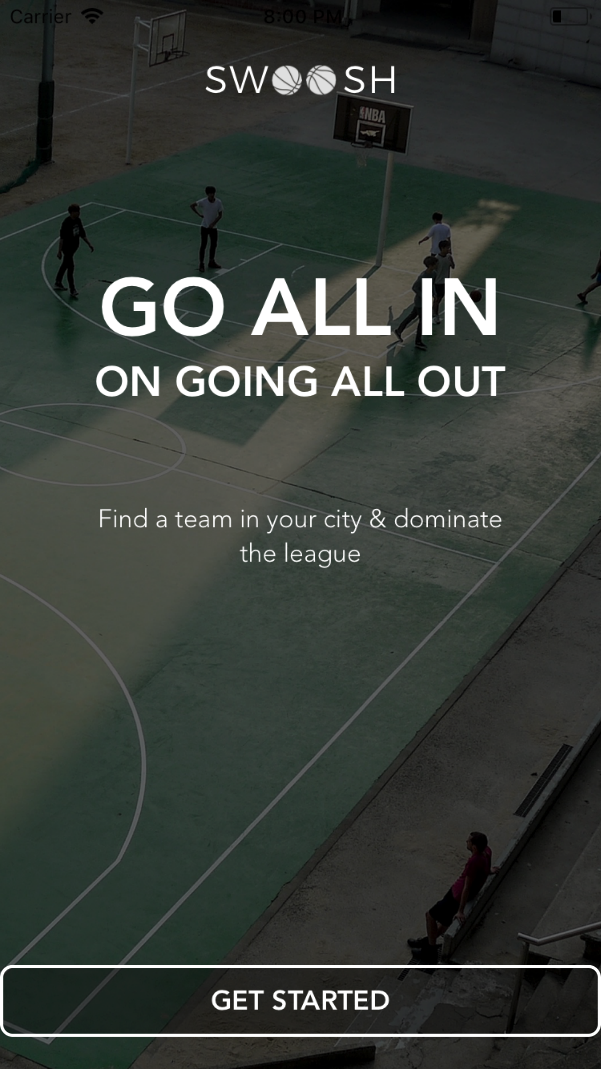 Carrier 8:00 PM
SWOOSH
NBA
GO ALL IN
ON GOING ALL OUT
Find a team in your city & dominate
the league
GET STARTED